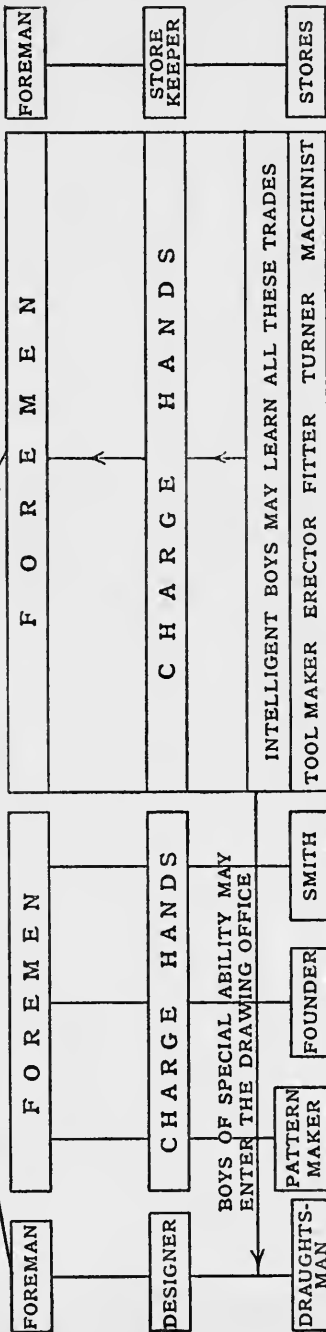 FOREMAN
FOREMEN
FOREMEN
FOREMAN
DESIGNER
CHARGE HANDS
CHARGE HANDS
STORE
KEEPER
BOYS OF SPECIAL ABILITY MAY
ENTER THE DRAWING OFFICE
INTELLIGENT BOYS MAY LEARN ALL THESE TRADES
DRAUGHTS-
MAN
PATTERN
MAKER
FOUNDER
SMITH
TOOL MAKER ERECTOR FITTER TURNER MACHINIST
STORES